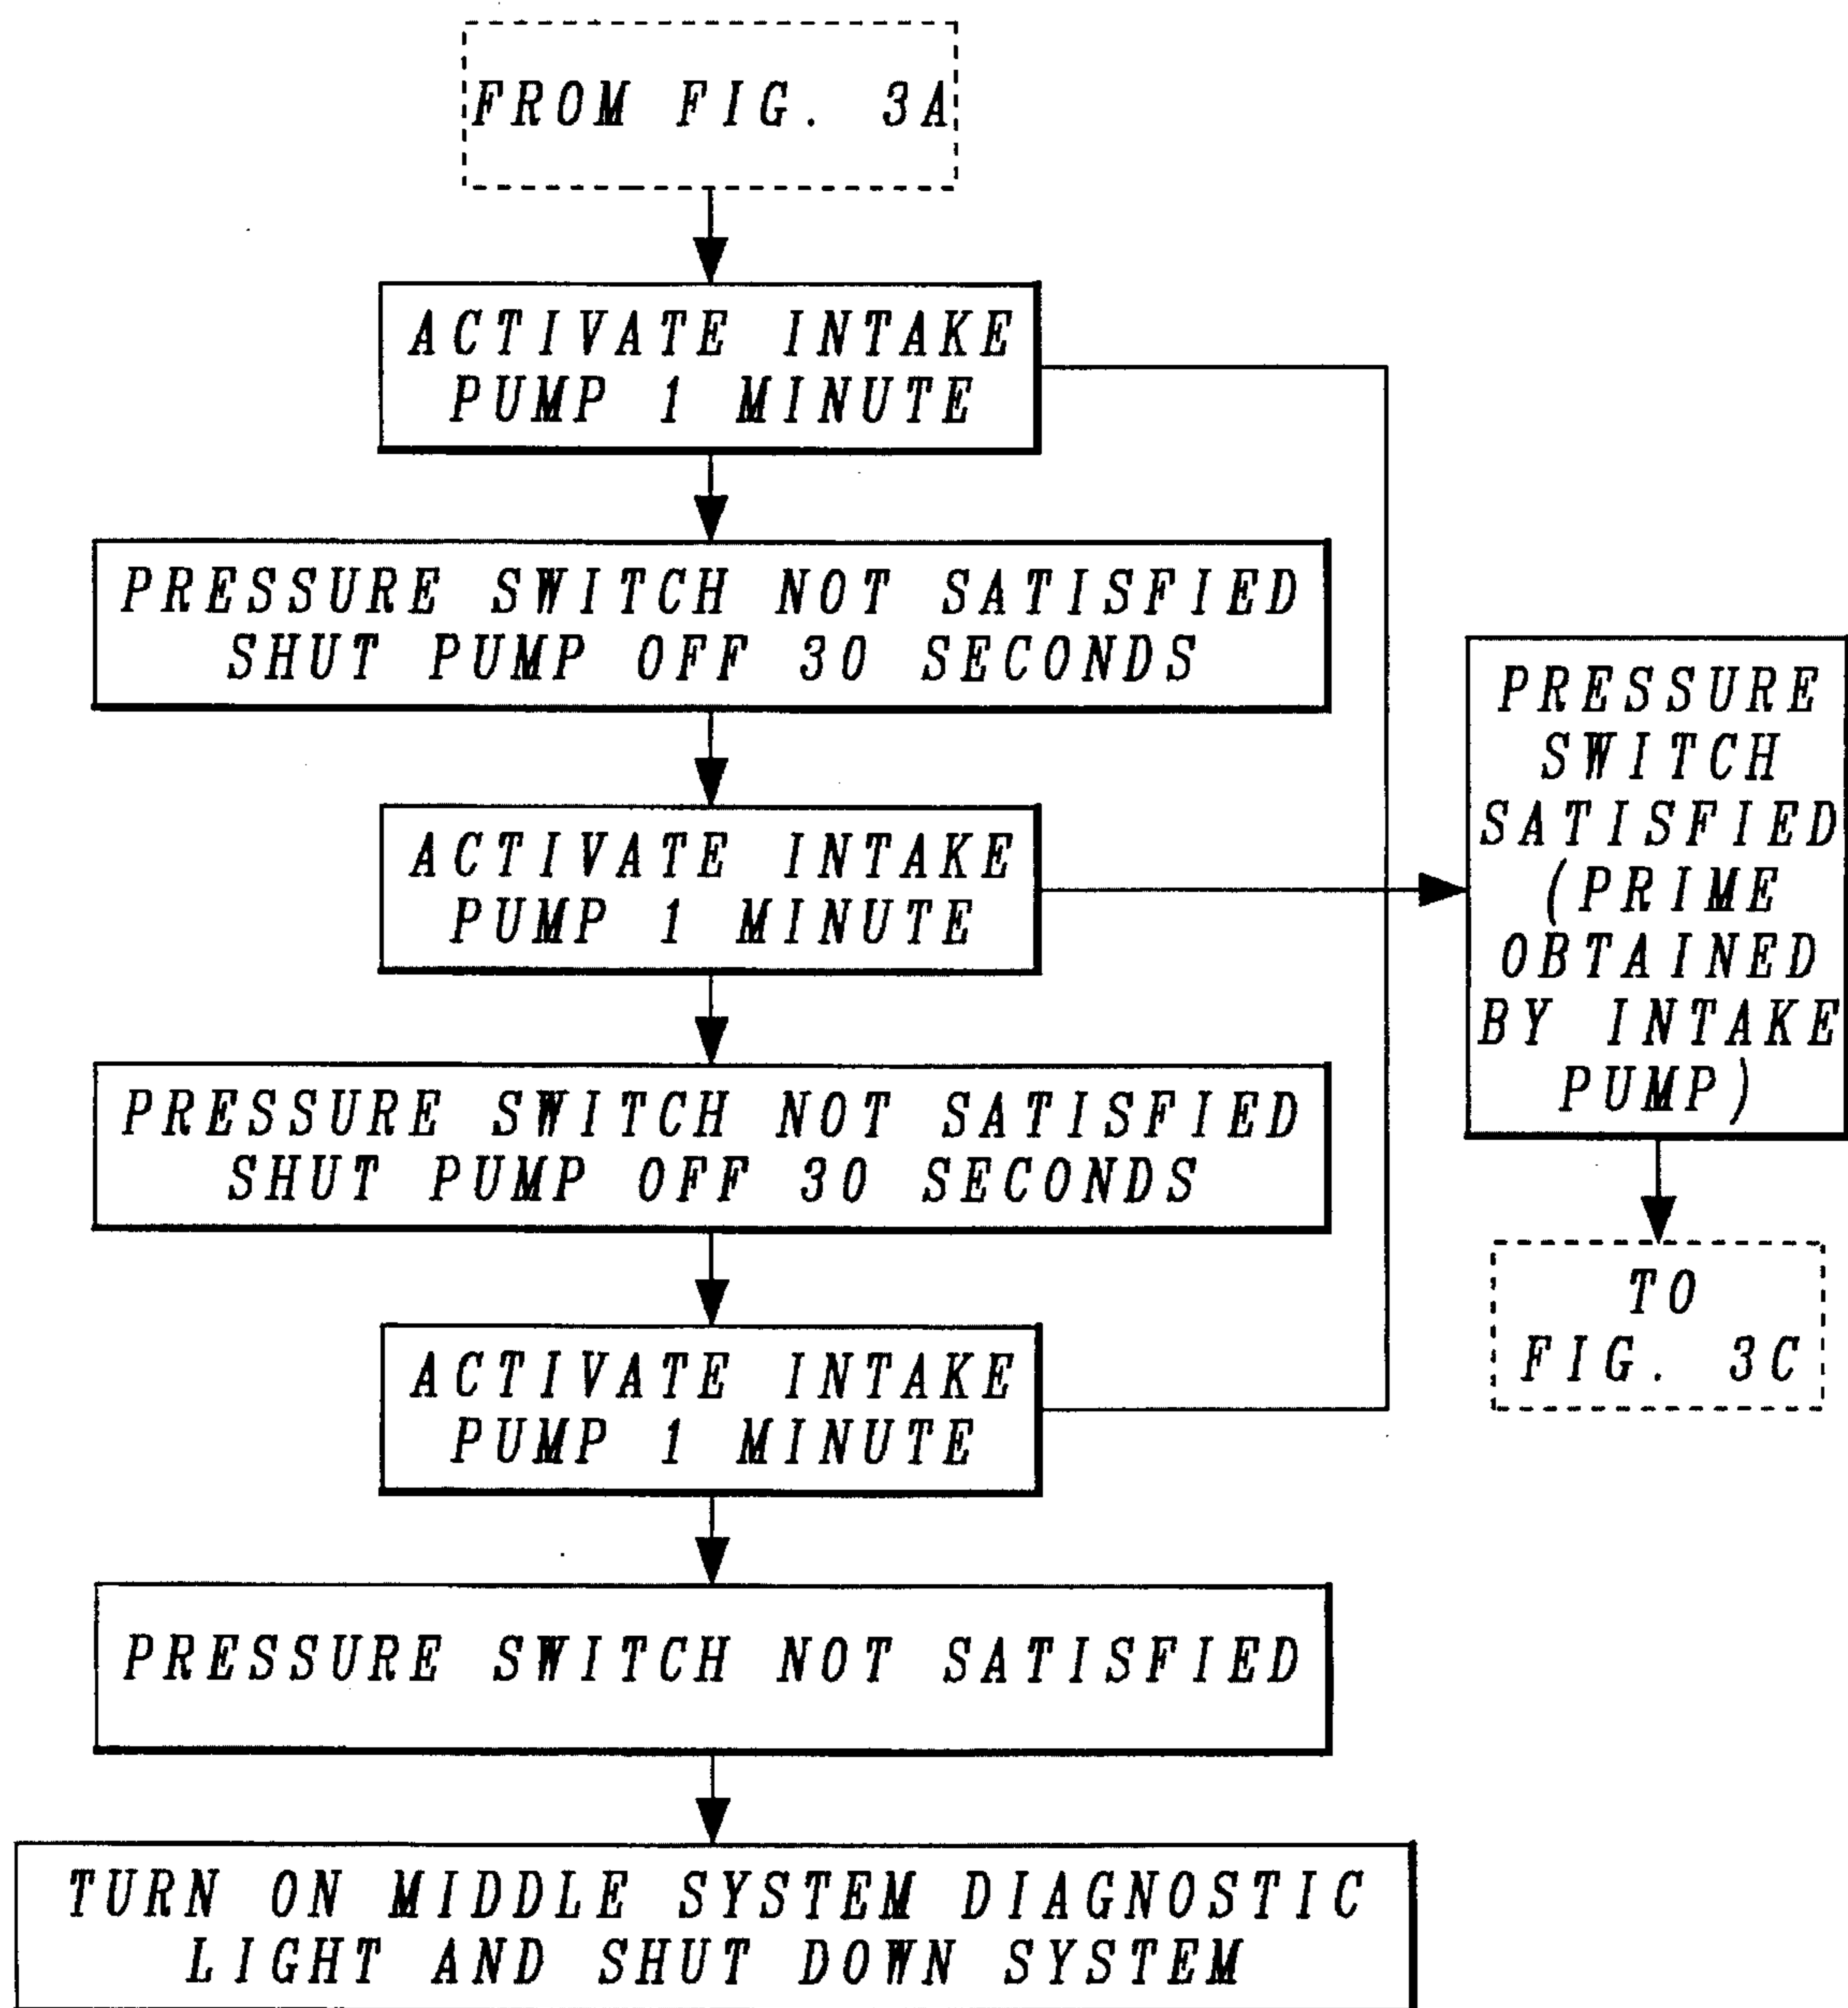 FROM FIG. 3A
ACTIVATE INTAKE
PUMP 1 MINUTE
PRESSURE SWITCH NOT SATISFIED
SHUT PUMP OFF 30 SECONDS
ACTIVATE INTAKE
PUMP 1 MINUTE
PRESSURE SWITCH NOT SATISFIED
SHUT PUMP OFF 30 SECONDS
ACTIVATE INTAKE
PUMP 1 MINUTE
PRESSURE SWITCH NOT SATISFIED
TURN ON MIDDLE SYSTEM DIAGNOSTIC
LIGHT AND SHUT DOWN SYSTEM
PRESSURE
SWITCH
SATISFIED
(PRIME
OBTAINED
BY INTAKE
PUMP)
TO
FIG. 3C